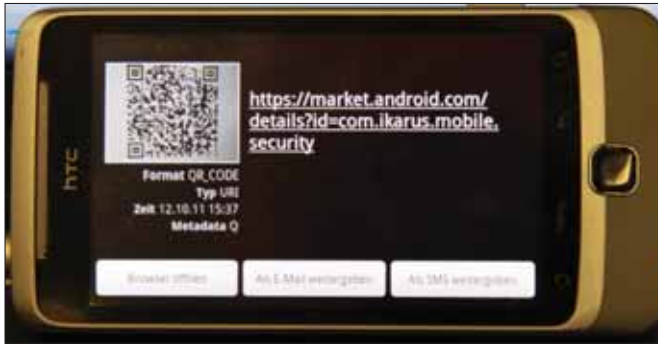 hTC
https://market.android.com/
details?id=com.ikarus.mobile.
security
Format QR_CODE
Typ URI
Zeit 12.10.11 15:37
Metadata Q
Browser öffnen
Als E-Mail weitergeben
Als SMS weitergeben